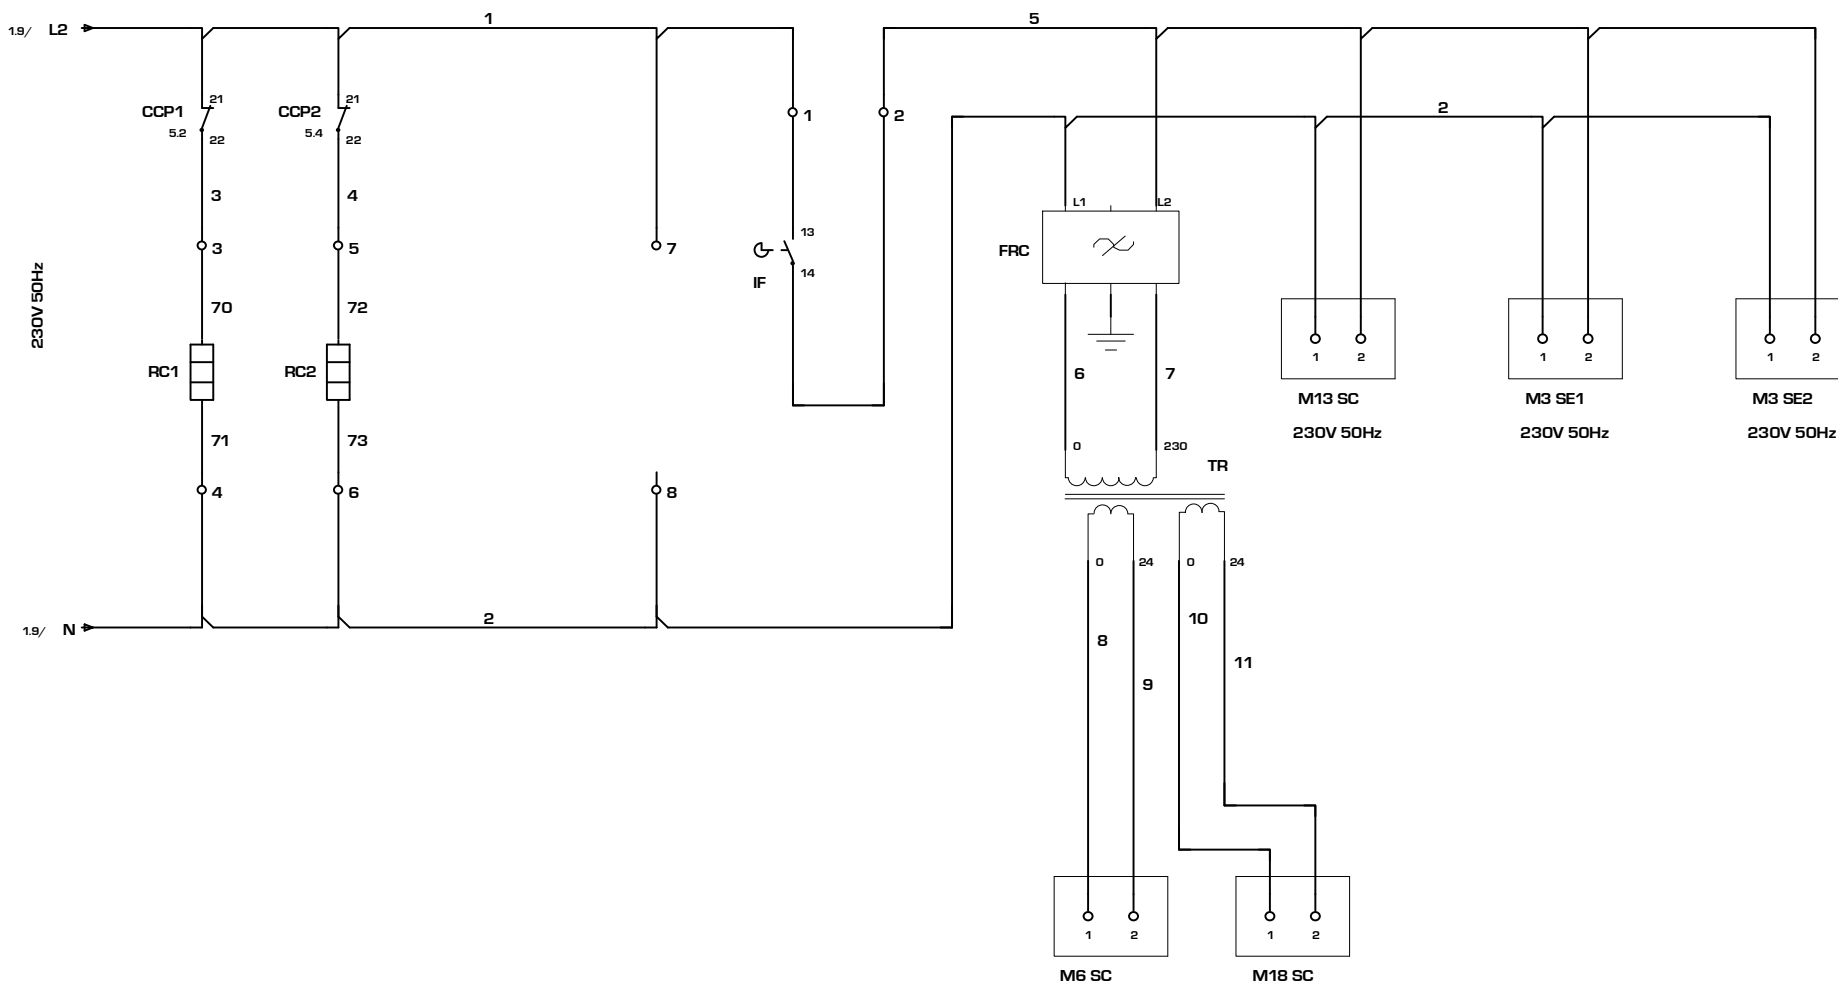 1 5
1.9/ L2
21 21
CCP1 CCP2
5.2 22 5.4 22
1 2
2
3 4
L1 L2
13
3 5 7
FRC
14
IF
230V 50Hz
70 72
1 2 1 2 1 2
RC1 RC2
6 7
M13 SC M3 SE1 M3 SE2
230V 50Hz 230V 50Hz 230V 50Hz
71 73
0 230
TR
4 6 8
0 24 0 24
2
10
1.9/ N
8
11
9
1 2 1 2
M6 SC M18 SC